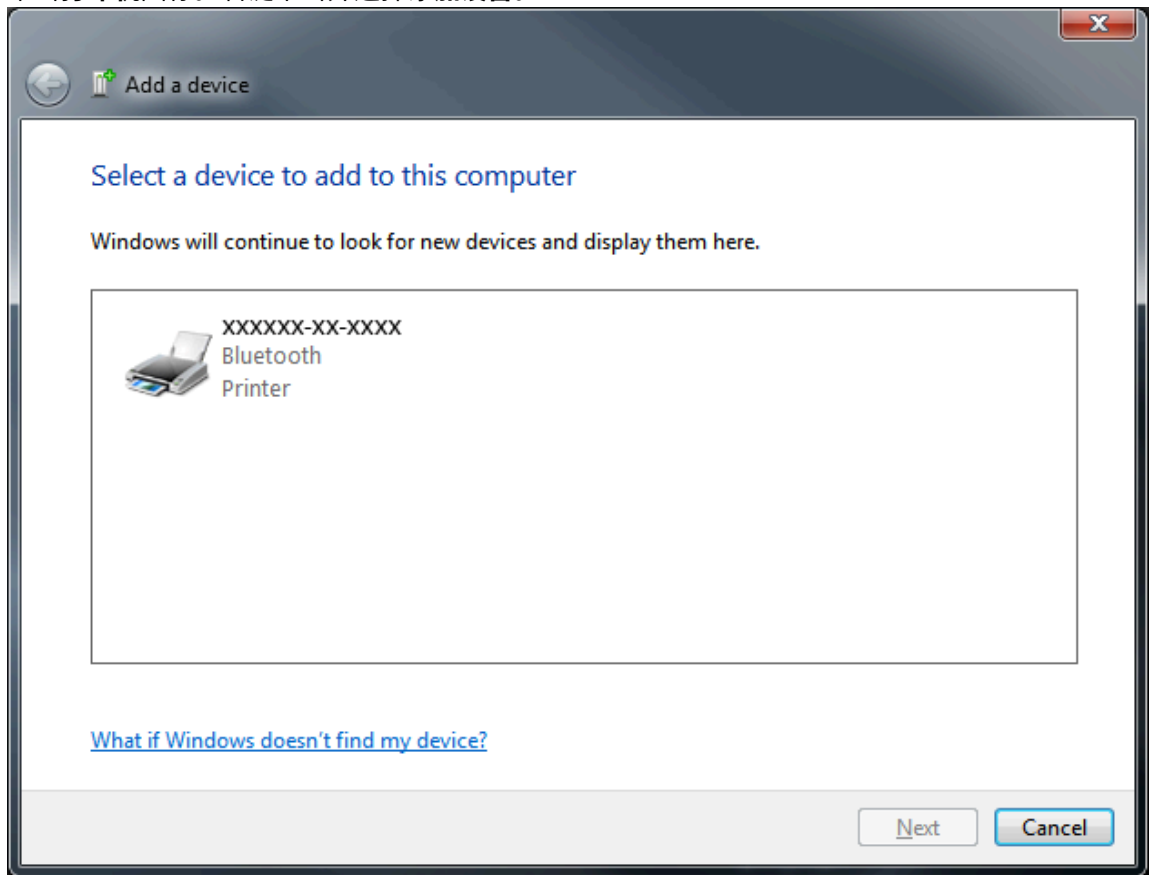 Add a device
Select a device to add to this computer
Windows will continue to look for new devices and display them here.
XXXXXX-XX-XXXX
Bluetooth
Printer
What if Windows doesn't find my device?
Next
Cancel